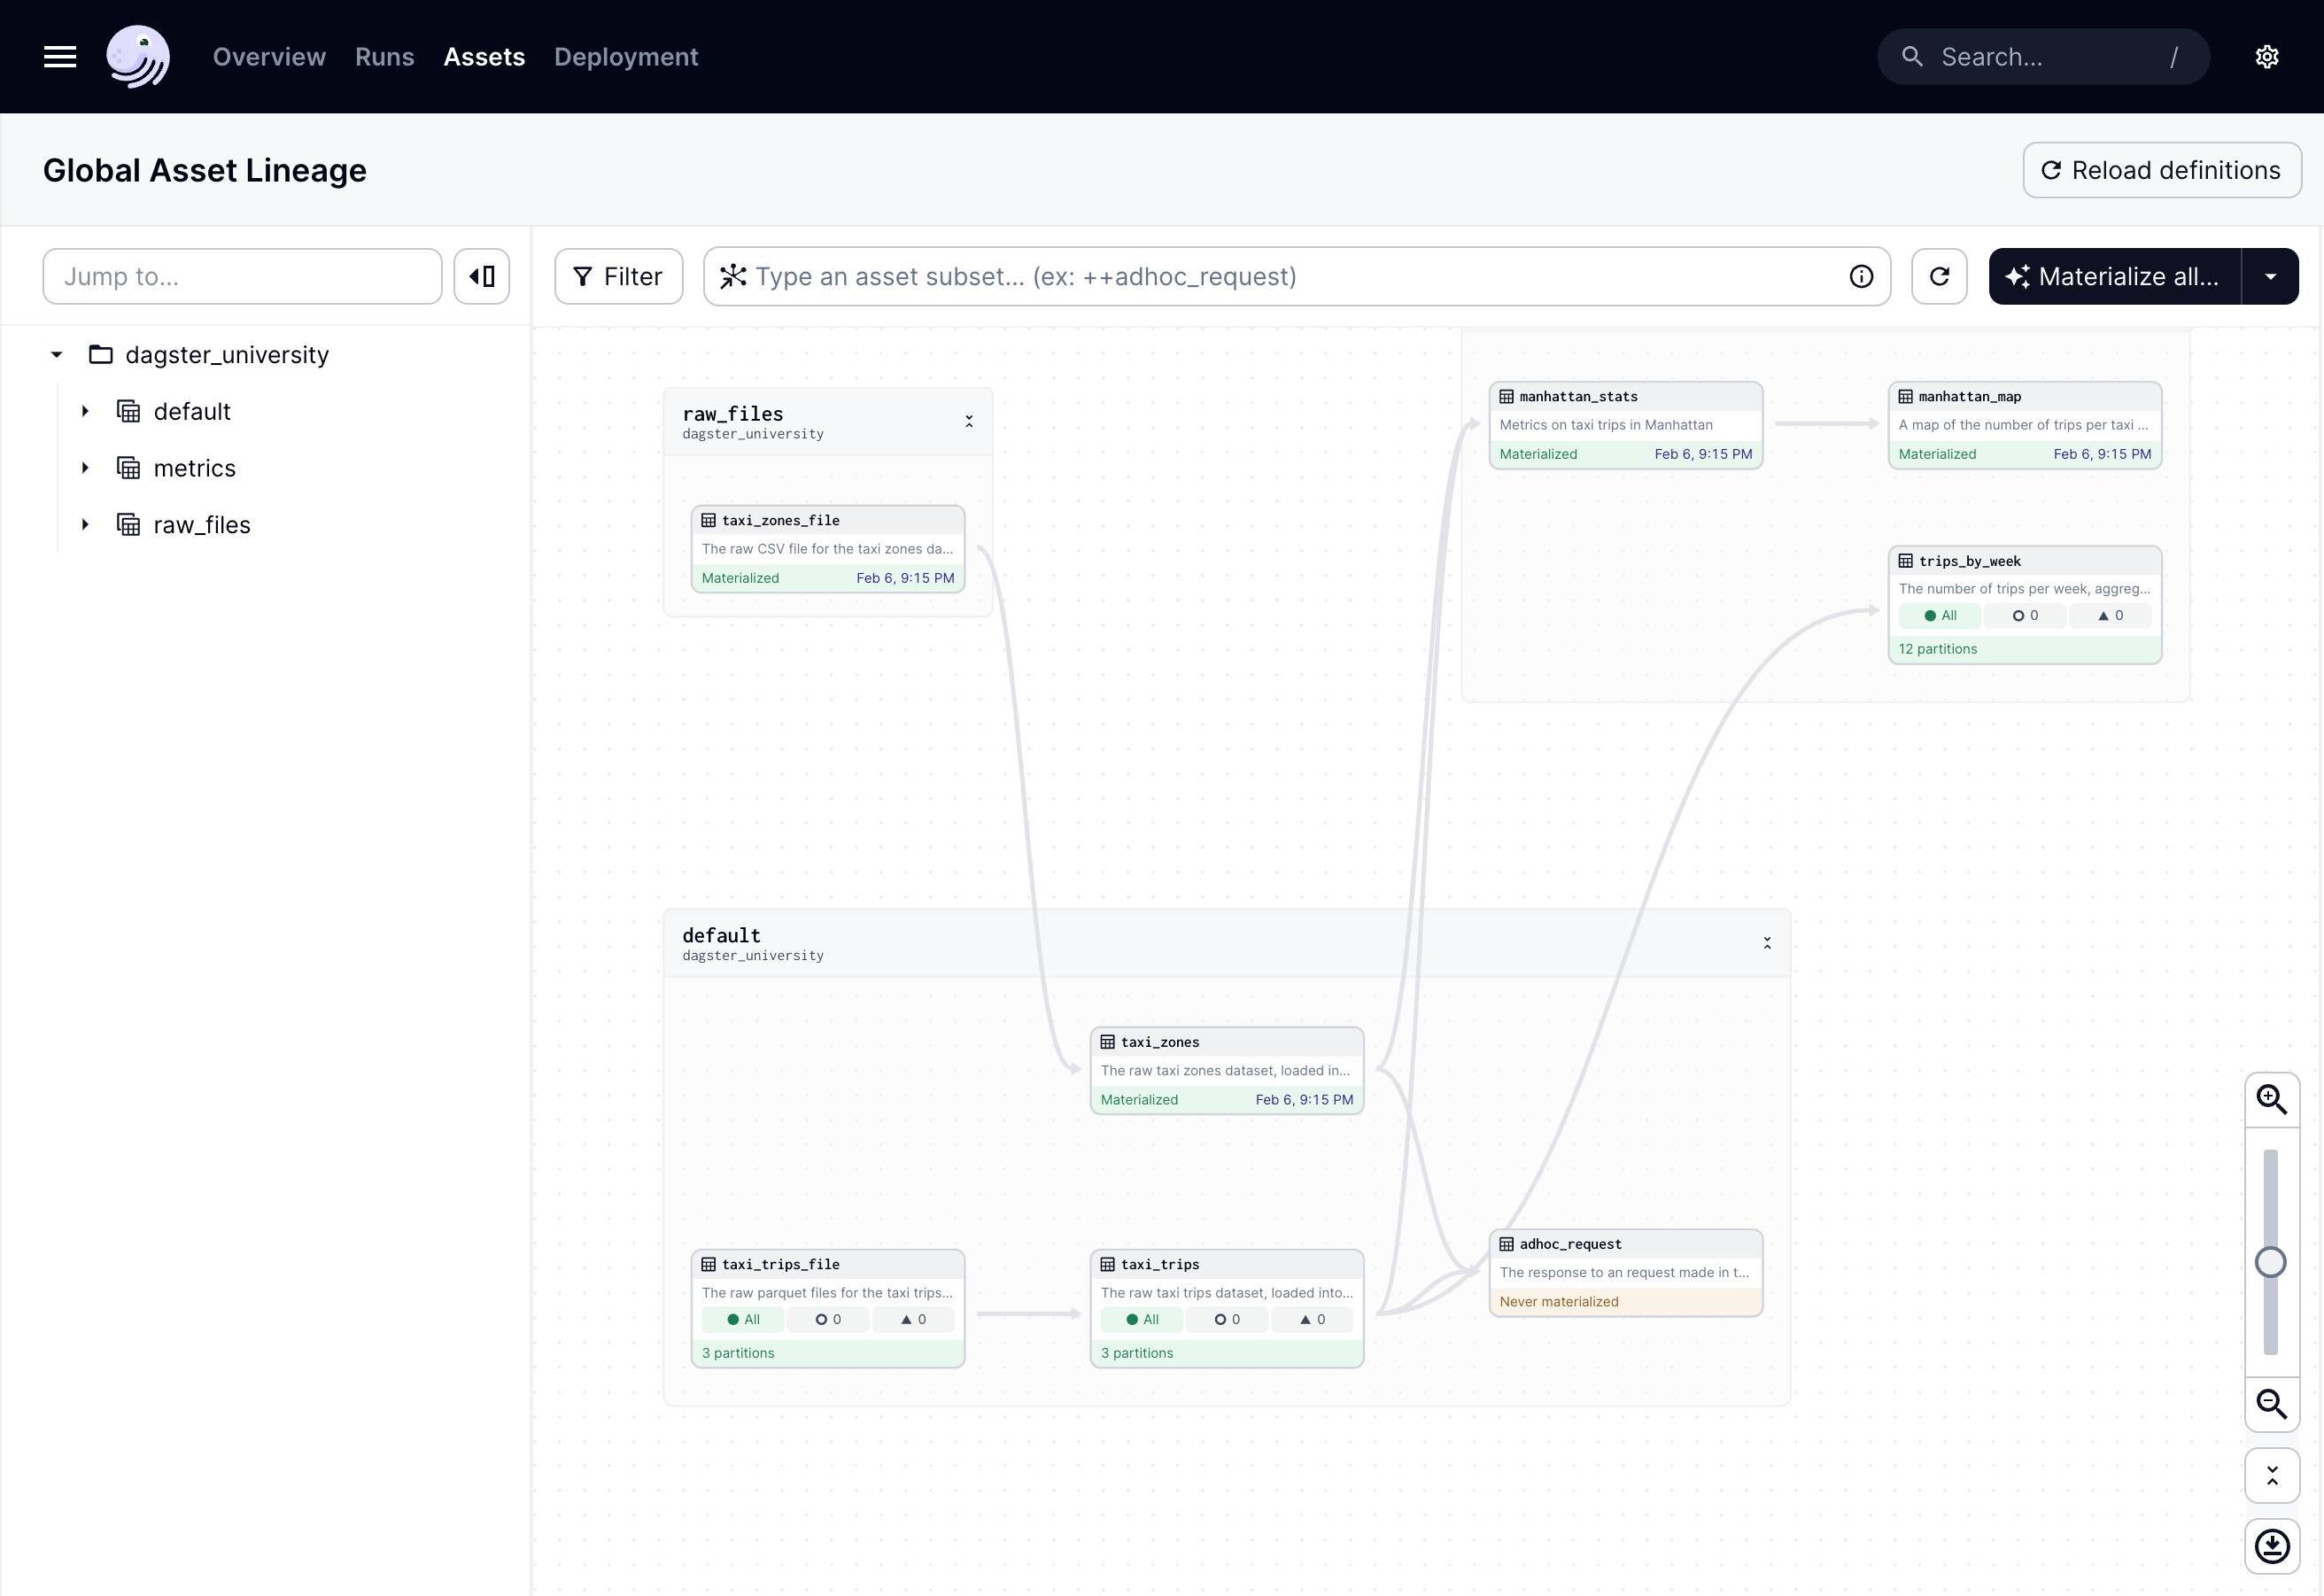 Overview Runs Assets Deployment
Search... /
Global Asset Lineage
Reload definitions
Jump to…
Filter
Type an asset subset… (ex: ++adhoc_request)
Materialize all...
dagster_university
default
metrics
raw_files
raw_files
dagster_university
taxi_zones_file
The raw CSV file for the taxi zones da…
Materialized Feb 6, 9:15 PM
manhattan_stats
Metrics on taxi trips in Manhattan
Materialized Feb 6, 9:15 PM
manhattan_map
A map of the number of trips per taxi …
Materialized Feb 6, 9:15 PM
trips_by_week
The number of trips per week, aggreg…
All 0 0
12 partitions
default
dagster_university
taxi_zones
The raw taxi zones dataset, loaded in…
Materialized Feb 6, 9:15 PM
taxi_trips_file
The raw parquet files for the taxi trips…
All 0 0
3 partitions
taxi_trips
The raw taxi trips dataset, loaded into…
All 0 0
3 partitions
adhoc_request
The response to an request made in t…
Never materialized